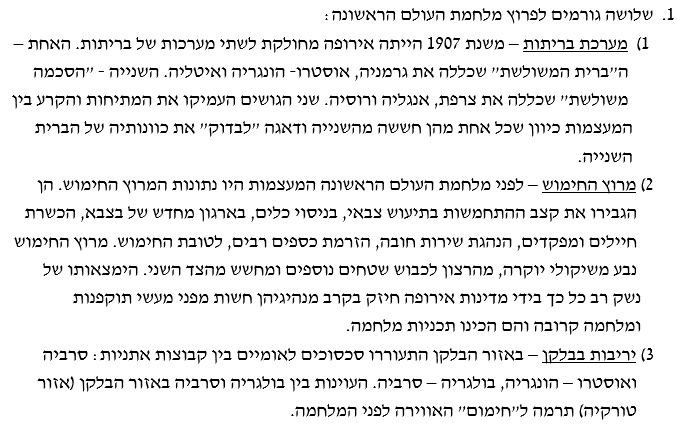 1. שלושה גורמים לפרוץ מלחמת העולם הראשונה:
1) מערכת בריתות – משנת 1907 הייתה אירופה מחולקת לשתי מערכות של בריתות. האחת –
ה"ברית המשולשת" שכללה את גרמניה, אוסטרו- הונגריה ואיטליה. השנייה - "הסכמה
משולשת" שכללה את צרפת, אנגליה ורוסיה. שני הגושים העמיקו את המתיחות והקרע בין
המעצמות כיוון שכל אחת מהן חששה מהשנייה ודאגה "לבדוק" את כוונותיה של הברית
השנייה.
2) מרוץ החימוש – לפני מלחמת העולם הראשונה המעצמות היו נתונות המרוץ החימוש. הן
הגבירו את קצב ההתחמשות בתיעוש צבאי, בניסוי כלים, בארגון מחדש של בצבא, הכשרת
חיילים ומפקדים, הנהגת שירות חובה, הזרמת כספים רבים, לטובת החימוש. מרוץ החימוש
נבע משיקולי יוקרה, מהרצון לכבוש שטחים נוספים ומחשש מהצד השני. הימצאותו של
נשק רב כל כך בידי מדינות אירופה חיזק בקרב מנהיגיהן חשות מפני מעשי תוקפנות
ומלחמה קרובה והם הכינו תכניות מלחמה.
3) יריבות בבלקן – באזור הבלקן התעוררו סכסוכים לאומיים בין קבוצות אתניות: סרביה
ואוסטרו – הונגריה, בולגריה – סרביה. העוינות בין בולגריה וסרביה באזור הבלקן (אזור
טורקיה) תרמה ל"חימום" האווירה לפני המלחמה.